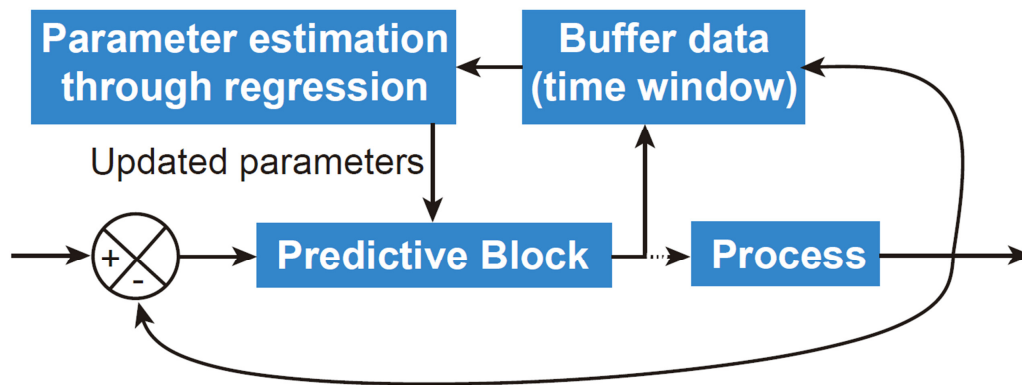 Parameter estimation
through regression
Buffer data
(time window)
Updated parameters
+
-
Predictive Block
Process